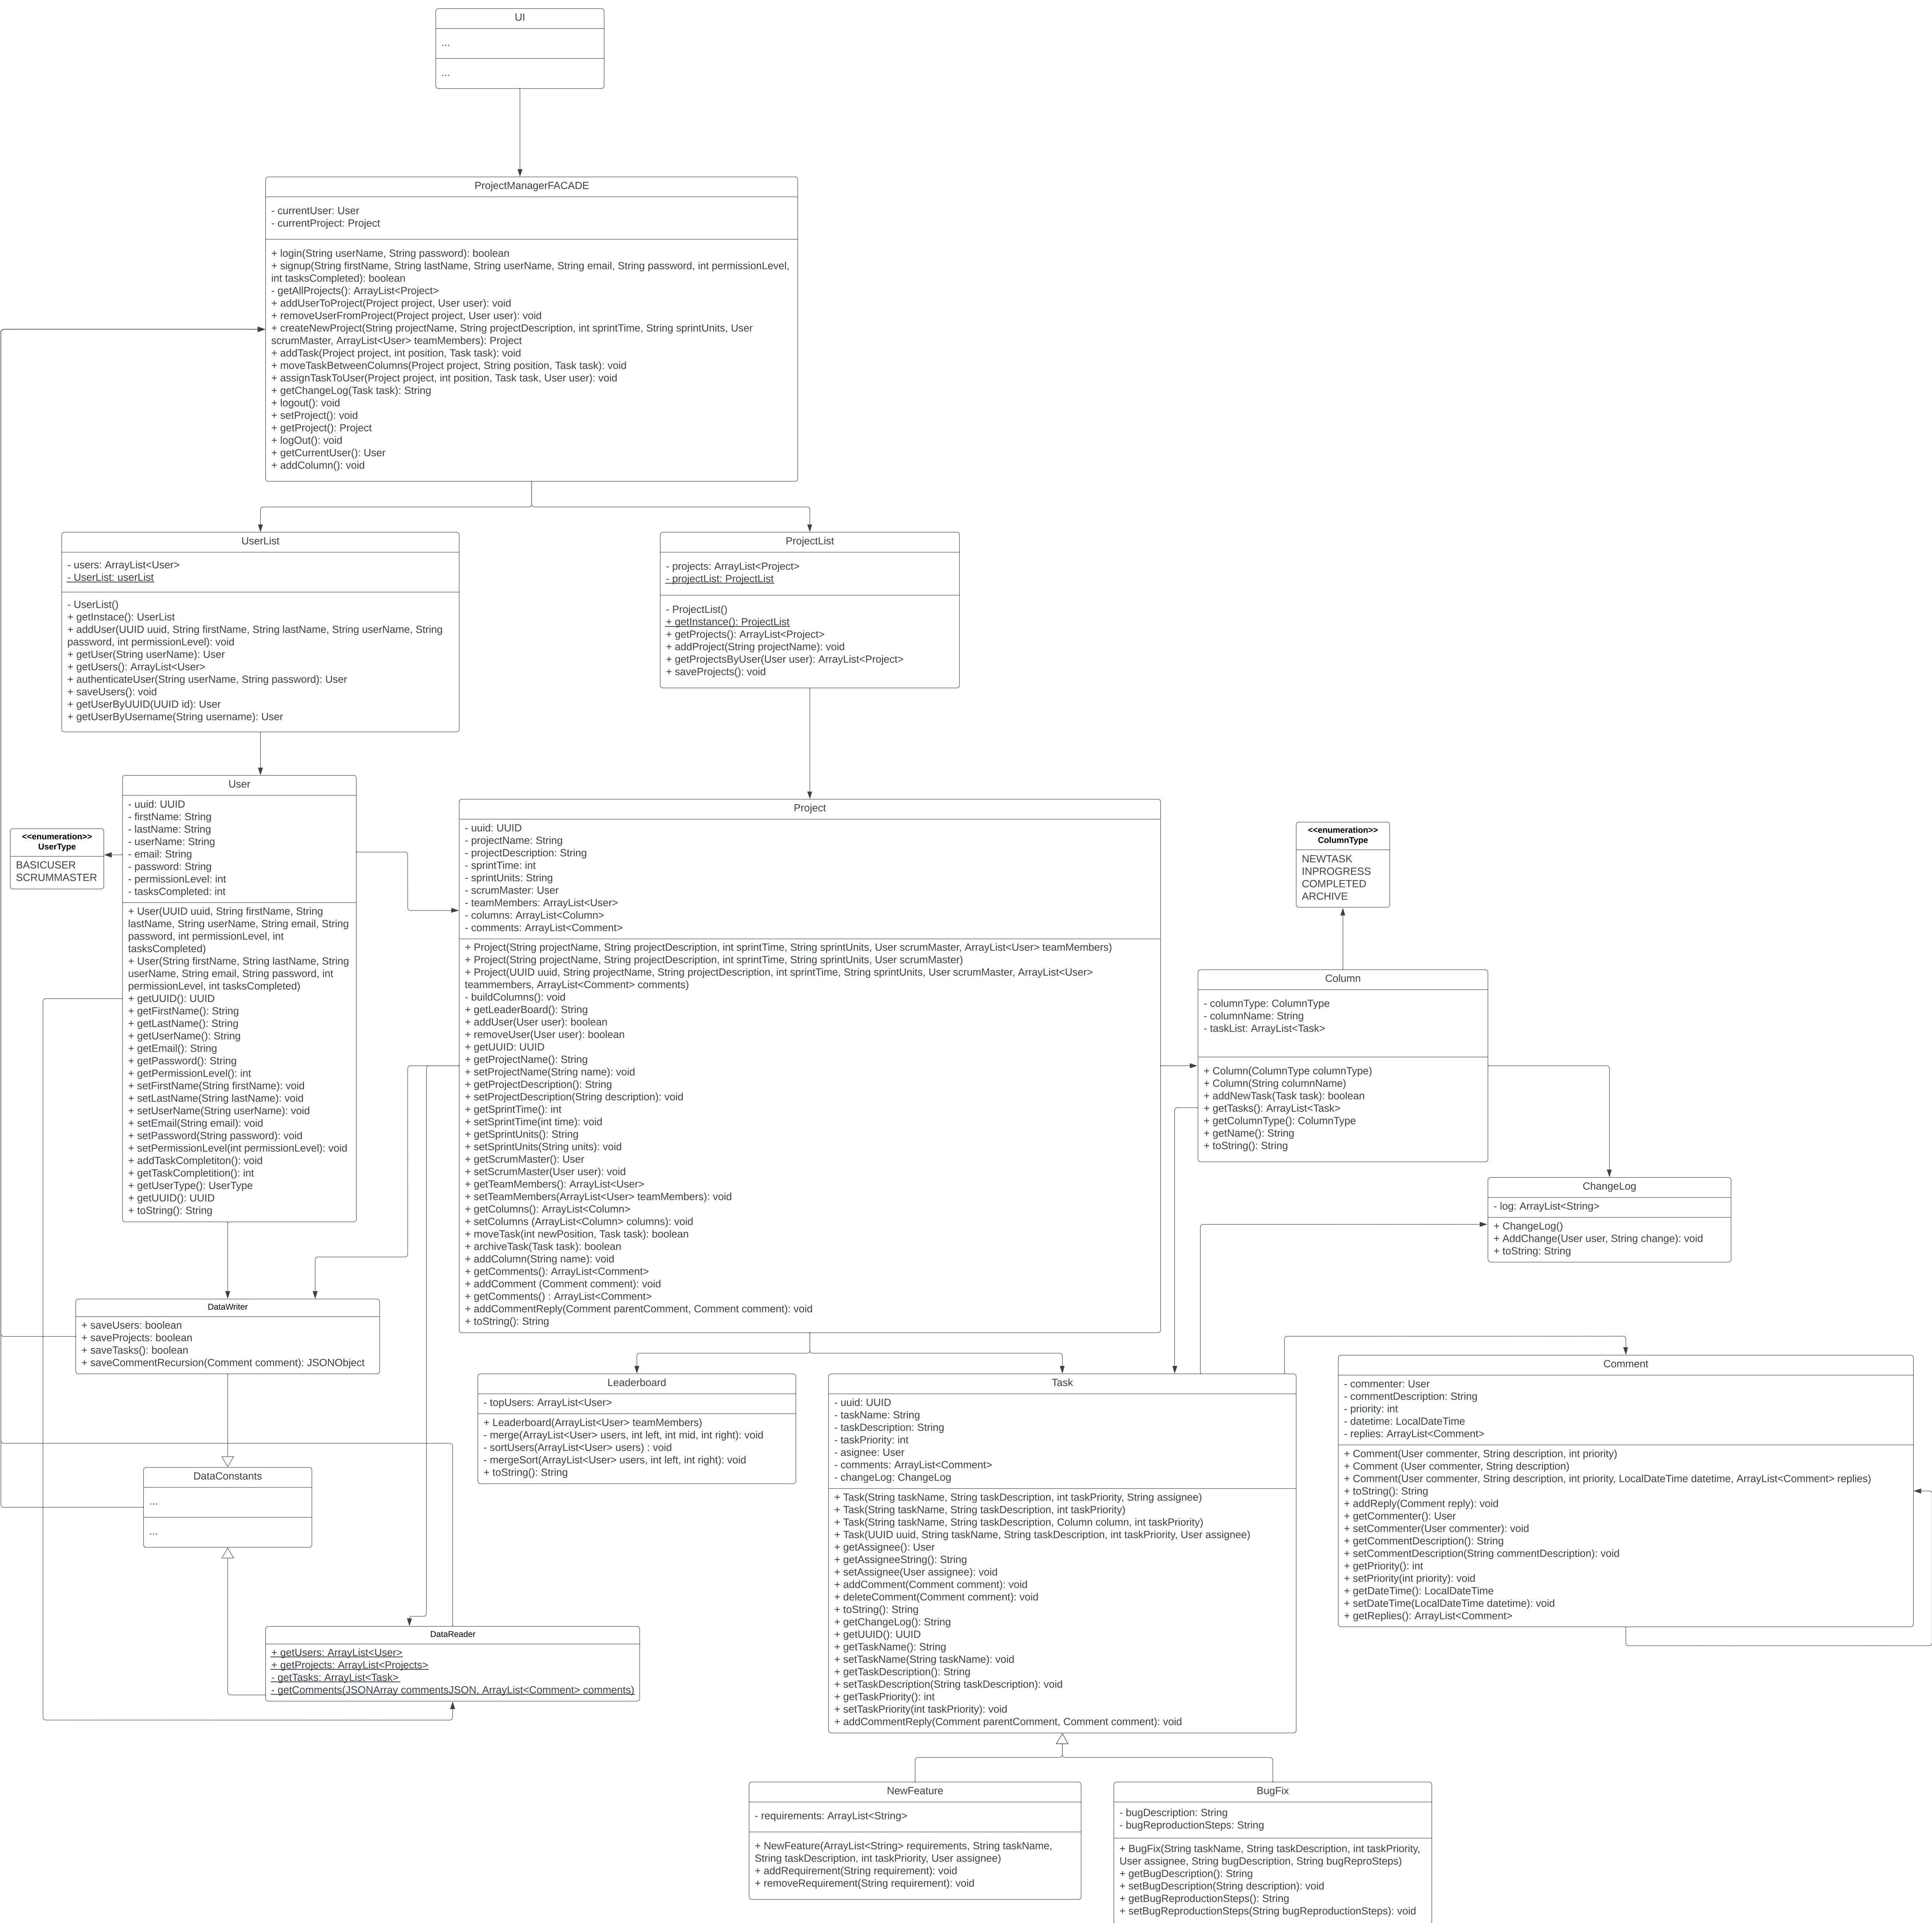 UI
...
...
ProjectManagerFACADE
- currentUser: User
- currentProject: Project
+ login(String userName, String password): boolean
+ signup(String firstName, String lastName, String userName, String email, String password, int permissionLevel,
int tasksCompleted): boolean
- getAllProjects(): ArrayList<Project>
+ addUserToProject(Project project, User user): void
+ removeUserFromProject(Project project, User user): void
+ createNewProject(String projectName, String projectDescription, int sprintTime, String sprintUnits, User
scrumMaster, ArrayList<User> teamMembers): Project
+ addTask(Project project, int position, Task task): void
+ moveTaskBetweenColumns(Project project, String position, Task task): void
+ assignTaskToUser(Project project, int position, Task task, User user): void
+ getChangeLog(Task task): String
+ logout(): void
+ setProject(): void
+ getProject(): Project
+ logOut(): void
+ getCurrentUser(): User
+ addColumn(): void
UserList
- users: ArrayList<User>
- UserList: userList
- UserList()
+ getInstace(): UserList
+ addUser(UUID uuid, String firstName, String lastName, String userName, String
password, int permissionLevel): void
+ getUser(String userName): User
+ getUsers(): ArrayList<User>
+ authenticateUser(String userName, String password): User
+ saveUsers(): void
+ getUserByUUID(UUID id): User
+ getUserByUsername(String username): User
ProjectList
- projects: ArrayList<Project>
- projectList: ProjectList
- ProjectList()
+ getInstance(): ProjectList
+ getProjects(): ArrayList<Project>
+ addProject(String projectName): void
+ getProjectsByUser(User user): ArrayList<Project>
+ saveProjects(): void
<<enumeration>>
UserType
BASICUSER
SCRUMMASTER
User
- uuid: UUID
- firstName: String
- lastName: String
- userName: String
- email: String
- password: String
- permissionLevel: int
- tasksCompleted: int
+ User(UUID uuid, String firstName, String
lastName, String userName, String email, String
password, int permissionLevel, int
tasksCompleted)
+ User(String firstName, String lastName, String
userName, String email, String password, int
permissionLevel, int tasksCompleted)
+ getUUID(): UUID
+ getFirstName(): String
+ getLastName(): String
+ getUserName(): String
+ getEmail(): String
+ getPassword(): String
+ getPermissionLevel(): int
+ setFirstName(String firstName): void
+ setLastName(String lastName): void
+ setUserName(String userName): void
+ setEmail(String email): void
+ setPassword(String password): void
+ setPermissionLevel(int permissionLevel): void
+ addTaskCompletiton(): void
+ getTaskCompletition(): int
+ getUserType(): UserType
+ getUUID(): UUID
+ toString(): String
Project
- uuid: UUID
- projectName: String
- projectDescription: String
- sprintTime: int
- sprintUnits: String
- scrumMaster: User
- teamMembers: ArrayList<User>
- columns: ArrayList<Column>
- comments: ArrayList<Comment>
+ Project(String projectName, String projectDescription, int sprintTime, String sprintUnits, User scrumMaster, ArrayList<User> teamMembers)
+ Project(String projectName, String projectDescription, int sprintTime, String sprintUnits, User scrumMaster)
+ Project(UUID uuid, String projectName, String projectDescription, int sprintTime, String sprintUnits, User scrumMaster, ArrayList<User>
teammembers, ArrayList<Comment> comments)
- buildColumns(): void
+ getLeaderBoard(): String
+ addUser(User user): boolean
+ removeUser(User user): boolean
+ getUUID: UUID
+ getProjectName(): String
+ setProjectName(String name): void
+ getProjectDescription(): String
+ setProjectDescription(String description): void
+ getSprintTime(): int
+ setSprintTime(int time): void
+ getSprintUnits(): String
+ setSprintUnits(String units): void
+ getScrumMaster(): User
+ setScrumMaster(User user): void
+ getTeamMembers(): ArrayList<User>
+ setTeamMembers(ArrayList<User> teamMembers): void
+ getColumns(): ArrayList<Column>
+ setColumns (ArrayList<Column> columns): void
+ moveTask(int newPosition, Task task): boolean
+ archiveTask(Task task): boolean
+ addColumn(String name): void
+ getComments(): ArrayList<Comment>
+ addComment (Comment comment): void
+ getComments() : ArrayList<Comment>
+ addCommentReply(Comment parentComment, Comment comment): void
+ toString(): String
<<enumeration>>
ColumnType
NEWTASK
INPROGRESS
COMPLETED
ARCHIVE
Column
- columnType: ColumnType
- columnName: String
- taskList: ArrayList<Task>
+ Column(ColumnType columnType)
+ Column(String columnName)
+ addNewTask(Task task): boolean
+ getTasks(): ArrayList<Task>
+ getColumnType(): ColumnType
+ getName(): String
+ toString(): String
ChangeLog
- log: ArrayList<String>
+ ChangeLog()
+ AddChange(User user, String change): void
+ toString: String
DataWriter
+ saveUsers: boolean
+ saveProjects: boolean
+ saveTasks(): boolean
+ saveCommentRecursion(Comment comment): JSONObject
Leaderboard
- topUsers: ArrayList<User>
+ Leaderboard(ArrayList<User> teamMembers)
- merge(ArrayList<User> users, int left, int mid, int right): void
- sortUsers(ArrayList<User> users) : void
- mergeSort(ArrayList<User> users, int left, int right): void
+ toString(): String
Task
- uuid: UUID
- taskName: String
- taskDescription: String
- taskPriority: int
- asignee: User
- comments: ArrayList<Comment>
- changeLog: ChangeLog
+ Task(String taskName, String taskDescription, int taskPriority, String assignee)
+ Task(String taskName, String taskDescription, int taskPriority)
+ Task(String taskName, String taskDescription, Column column, int taskPriority)
+ Task(UUID uuid, String taskName, String taskDescription, int taskPriority, User assignee)
+ getAssignee(): User
+ getAssigneeString(): String
+ setAssignee(User assignee): void
+ addComment(Comment comment): void
+ deleteComment(Comment comment): void
+ toString(): String
+ getChangeLog(): String
+ getUUID(): UUID
+ getTaskName(): String
+ setTaskName(String taskName): void
+ getTaskDescription(): String
+ setTaskDescription(String taskDescription): void
+ getTaskPriority(): int
+ setTaskPriority(int taskPriority): void
+ addCommentReply(Comment parentComment, Comment comment): void
Comment
- commenter: User
- commentDescription: String
- priority: int
- datetime: LocalDateTime
- replies: ArrayList<Comment>
+ Comment(User commenter, String description, int priority)
+ Comment (User commenter, String description)
+ Comment(User commenter, String description, int priority, LocalDateTime datetime, ArrayList<Comment> replies)
+ toString(): String
+ addReply(Comment reply): void
+ getCommenter(): User
+ setCommenter(User commenter): void
+ getCommentDescription(): String
+ setCommentDescription(String commentDescription): void
+ getPriority(): int
+ setPriority(int priority): void
+ getDateTime(): LocalDateTime
+ setDateTime(LocalDateTime datetime): void
+ getReplies(): ArrayList<Comment>
DataConstants
...
...
DataReader
+ getUsers: ArrayList<User>
+ getProjects: ArrayList<Projects>
- getTasks: ArrayList<Task>
- getComments(JSONArray commentsJSON, ArrayList<Comment> comments)
NewFeature
- requirements: ArrayList<String>
+ NewFeature(ArrayList<String> requirements, String taskName,
String taskDescription, int taskPriority, User assignee)
+ addRequirement(String requirement): void
+ removeRequirement(String requirement): void
BugFix
- bugDescription: String
- bugReproductionSteps: String
+ BugFix(String taskName, String taskDescription, int taskPriority,
User assignee, String bugDescription, String bugReproSteps)
+ getBugDescription(): String
+ setBugDescription(String description): void
+ getBugReproductionSteps(): String
+ setBugReproductionSteps(String bugReproductionSteps): void